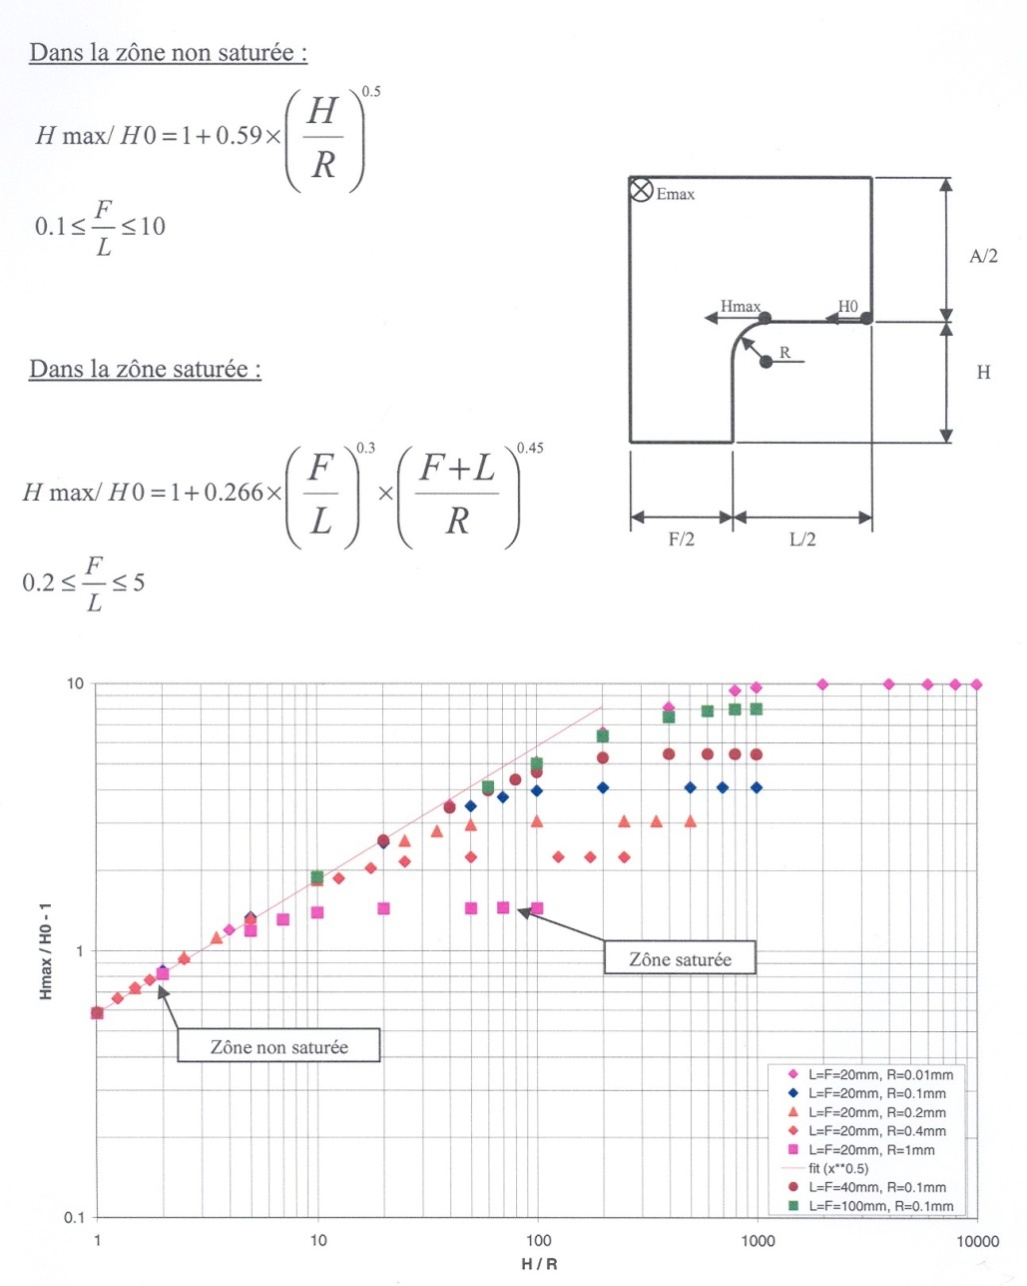 Dans la zône non saturée :
H max/ H0 = 1 + 0.59 × (H/R)^0.5
0.1 ≤ F/L ≤ 10
Emax
A/2
Hmax
H0
R
H
F/2
L/2
Dans la zône saturée :
H max/ H0 = 1 + 0.266 × (F/L)^0.3 × (F+L/R)^0.45
0.2 ≤ F/L ≤ 5
10
1
0.1
Hmax / H0 - 1
Zône saturée
Zône non saturée
L=F=20mm, R=0.01mm
L=F=20mm, R=0.1mm
L=F=20mm, R=0.2mm
L=F=20mm, R=0.4mm
L=F=20mm, R=1mm
fit (x**0.5)
L=F=40mm, R=0.1mm
L=F=100mm, R=0.1mm
1
10
100
1000
10000
H / R